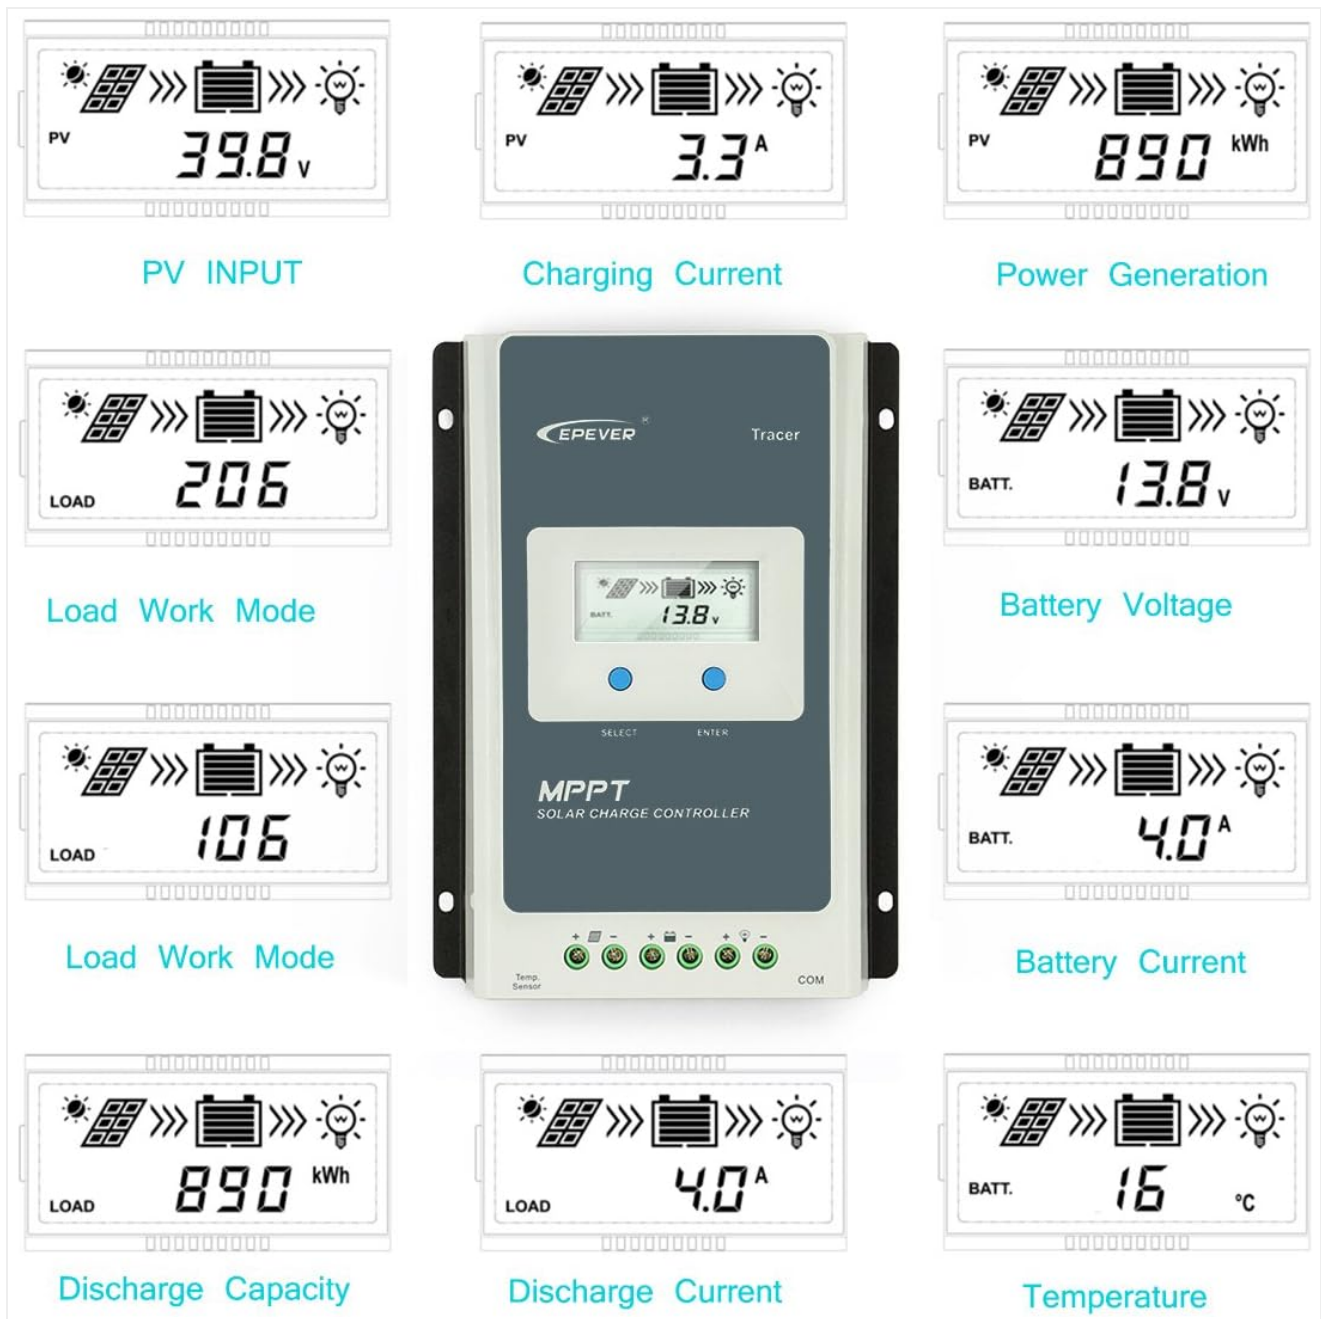 PV
39.8 V
PV INPUT
PV
3.3 A
Charging Current
PV
890 kWh
Power Generation
LOAD
206
Load Work Mode
EPEVER ®
Tracer
BATT.
13.8 V
SELECT
ENTER
MPPT
SOLAR CHARGE CONTROLLER
+ − + − + −
Temp.
Sensor
COM
BATT.
13.8 V
Battery Voltage
LOAD
106
Load Work Mode
BATT.
4.0 A
Battery Current
LOAD
890 kWh
Discharge Capacity
LOAD
4.0 A
Discharge Current
BATT.
16 °C
Temperature